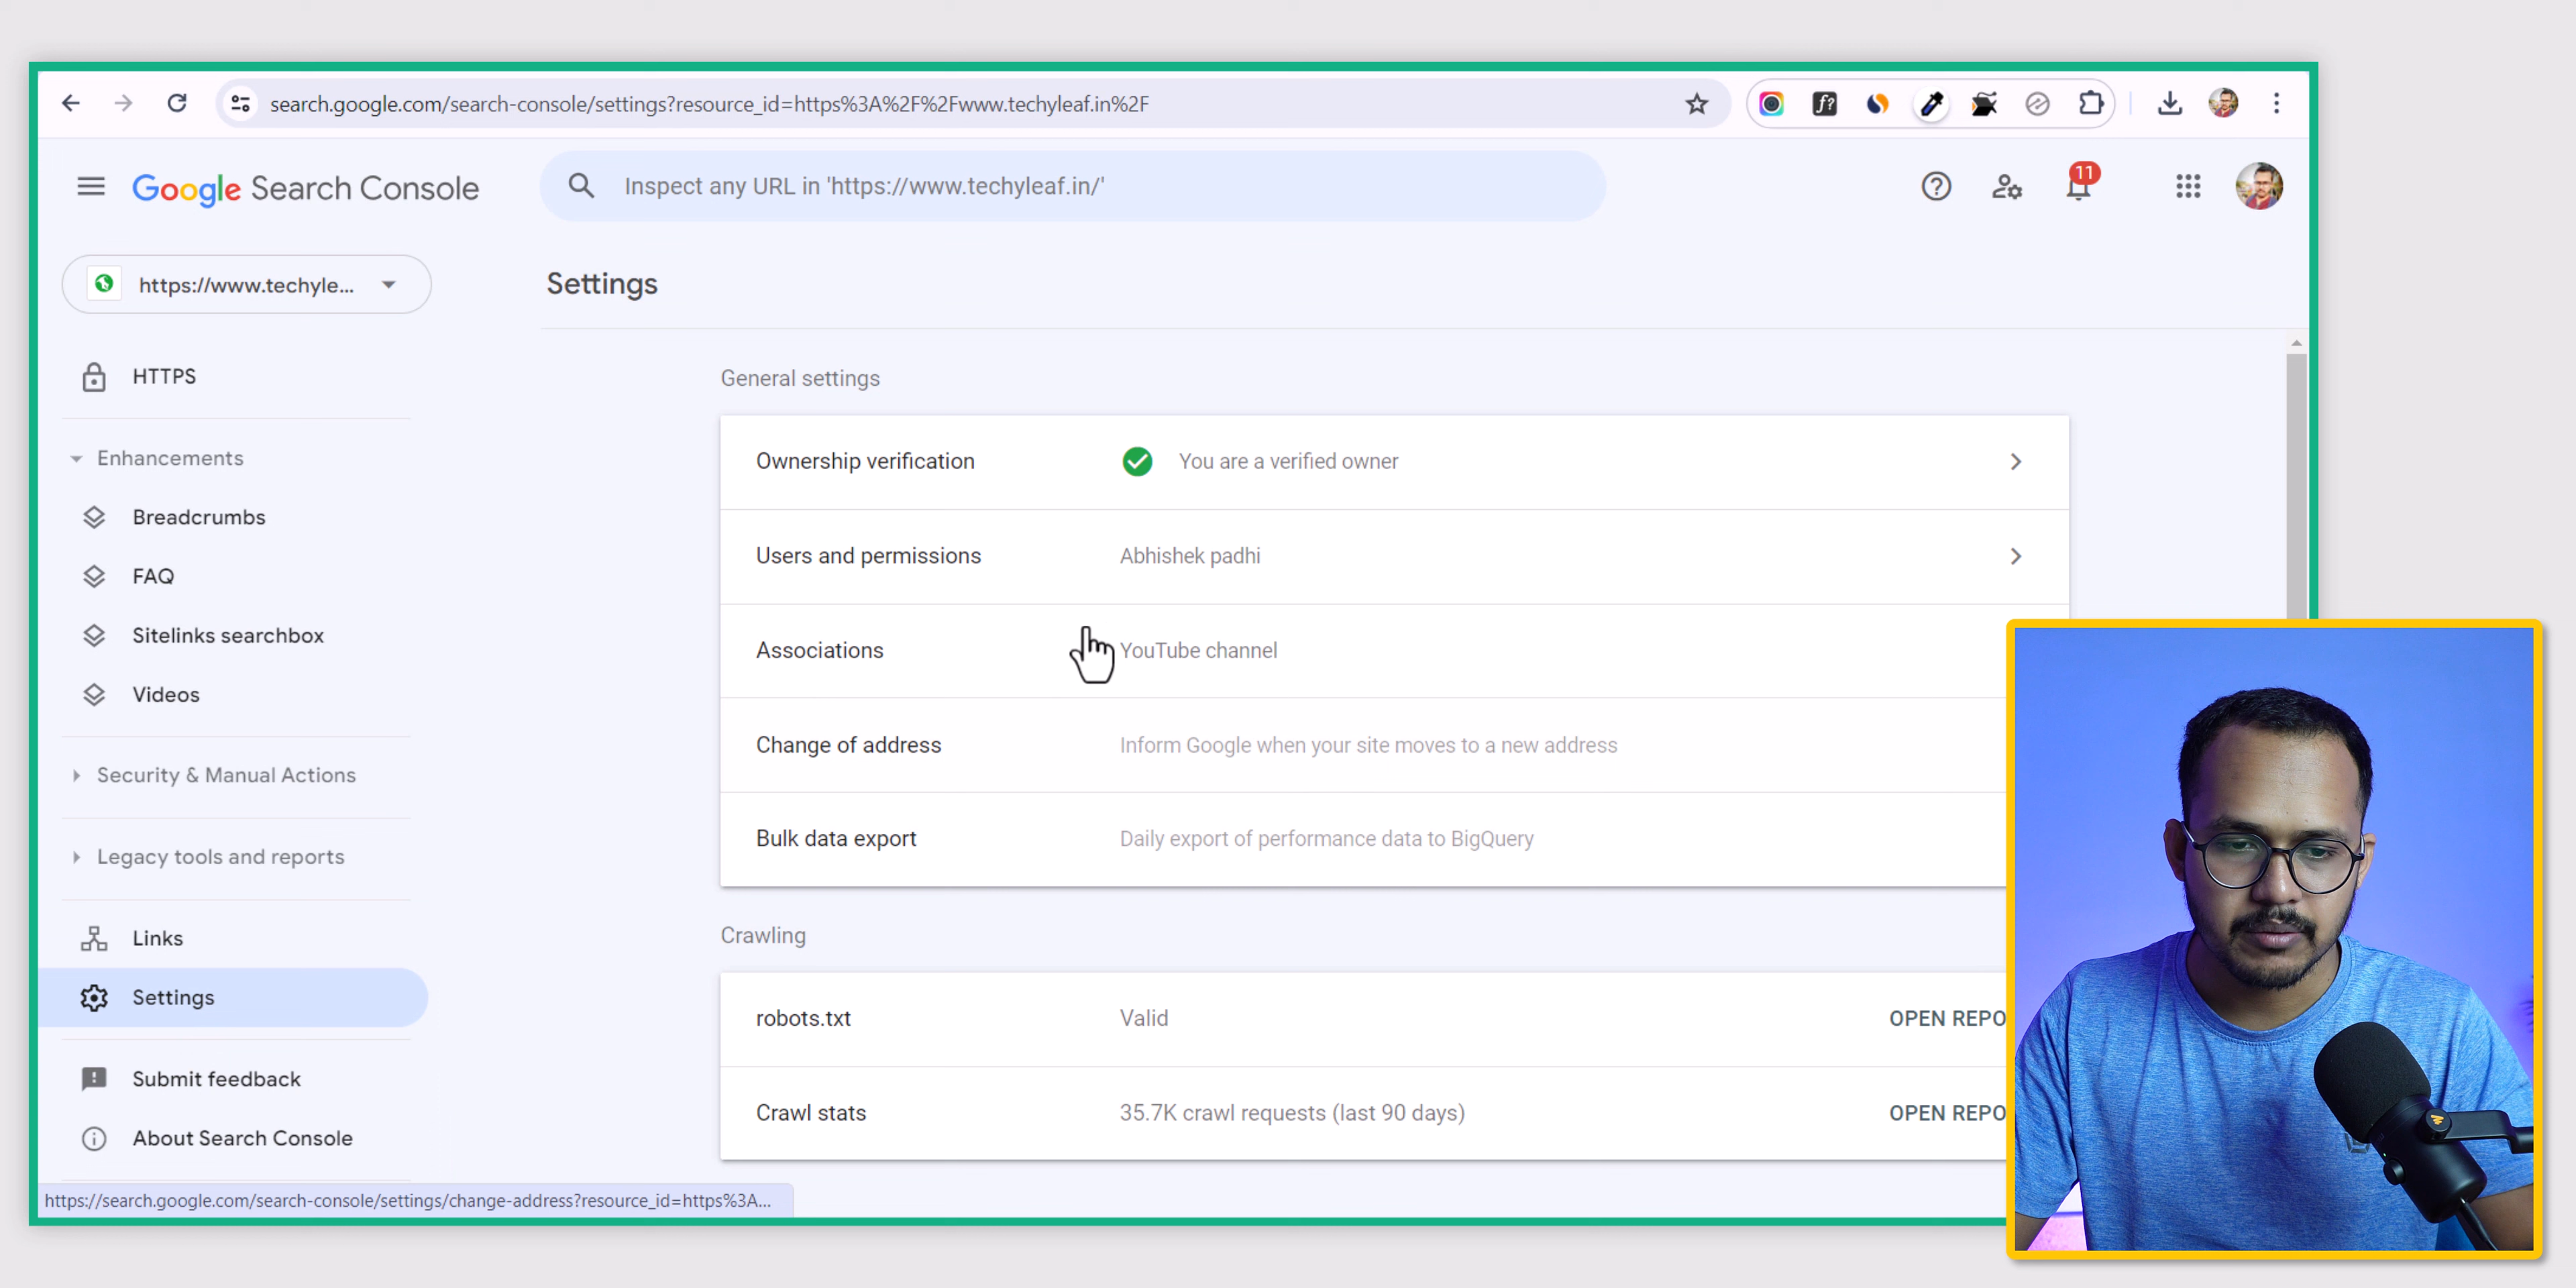 search.google.com/search-console/settings?resource_id=https%3A%2F%2Fwww.techyleaf.in%2F
f?
Google Search Console
Inspect any URL in 'https://www.techyleaf.in/'
11
https://www.techyle...
Settings
HTTPS
Enhancements
Breadcrumbs
FAQ
Sitelinks searchbox
Videos
Security & Manual Actions
Legacy tools and reports
Links
Settings
Submit feedback
About Search Console
General settings
Ownership verification You are a verified owner
Users and permissions Abhishek padhi
Associations YouTube channel
Change of address Inform Google when your site moves to a new address
Bulk data export Daily export of performance data to BigQuery
Crawling
robots.txt Valid OPEN REPO
Crawl stats 35.7K crawl requests (last 90 days) OPEN REPO
https://search.google.com/search-console/settings/change-address?resource_id=https%3A...